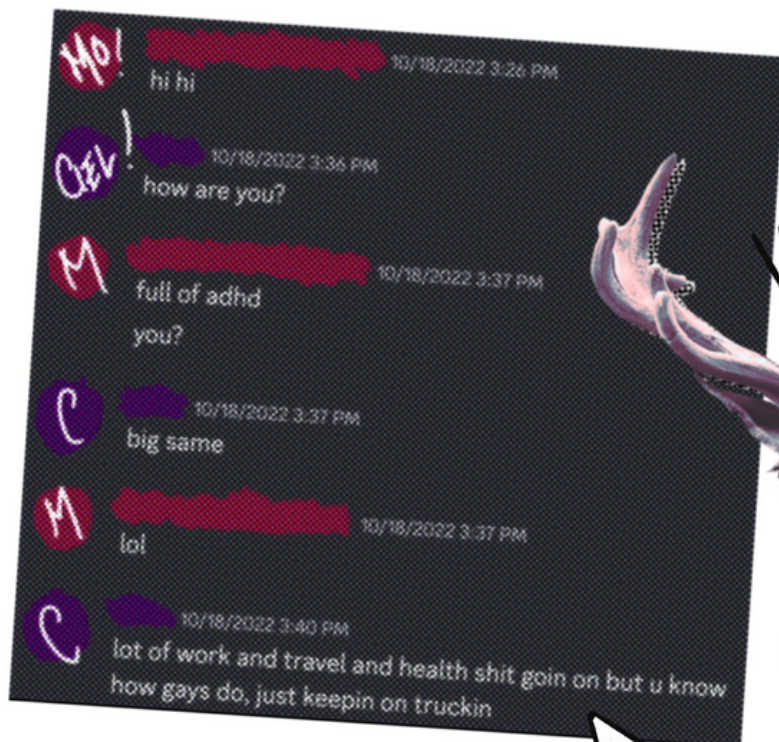 Mo!
10/18/2022 3:26 PM
hi hi
CEL!
10/18/2022 3:36 PM
how are you?
M
10/18/2022 3:37 PM
full of adhd
you?
C
10/18/2022 3:37 PM
big same
M
10/18/2022 3:37 PM
lol
C
10/18/2022 3:40 PM
lot of work and travel and health shit goin on but u know
how gays do, just keepin on truckin